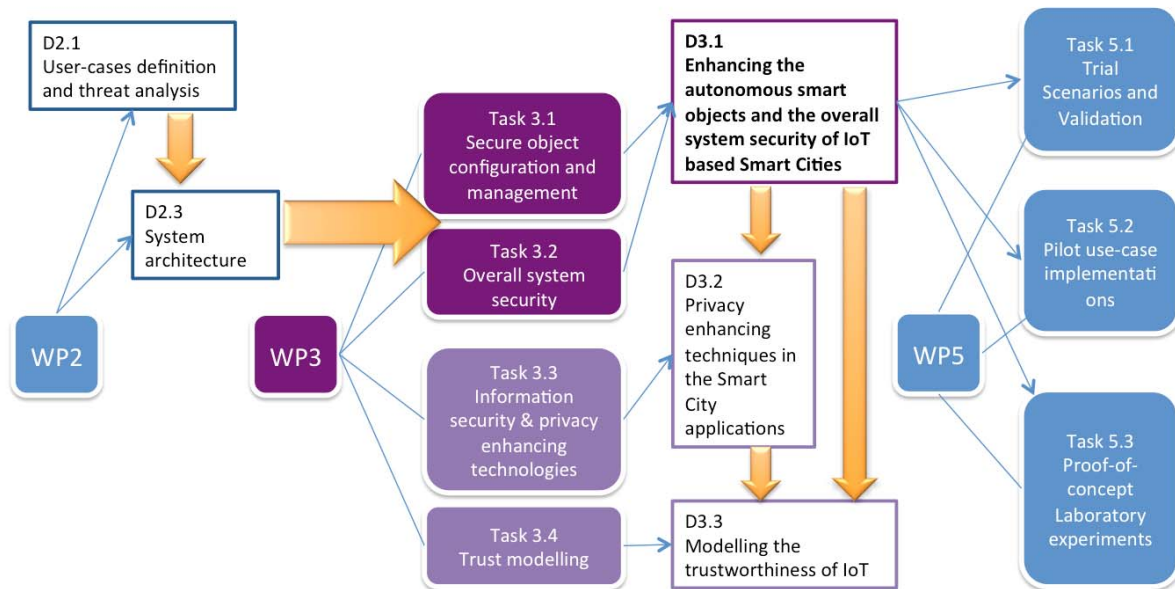 D2.1
User-cases definition
and threat analysis
D2.3
System
architecture
WP2
WP3
Task 3.1
Secure object
configuration and
management
Task 3.2
Overall system
security
Task 3.3
Information
security & privacy
enhancing
technologies
Task 3.4
Trust modelling
D3.1
Enhancing the
autonomous smart
objects and the overall
system security of IoT
based Smart Cities
D3.2
Privacy
enhancing
techniques in
the Smart
City
applications
D3.3
Modelling the
trustworthiness of IoT
WP5
Task 5.1
Trial
Scenarios and
Validation
Task 5.2
Pilot use-case
implementati
ons
Task 5.3
Proof-of-
concept
Laboratory
experiments